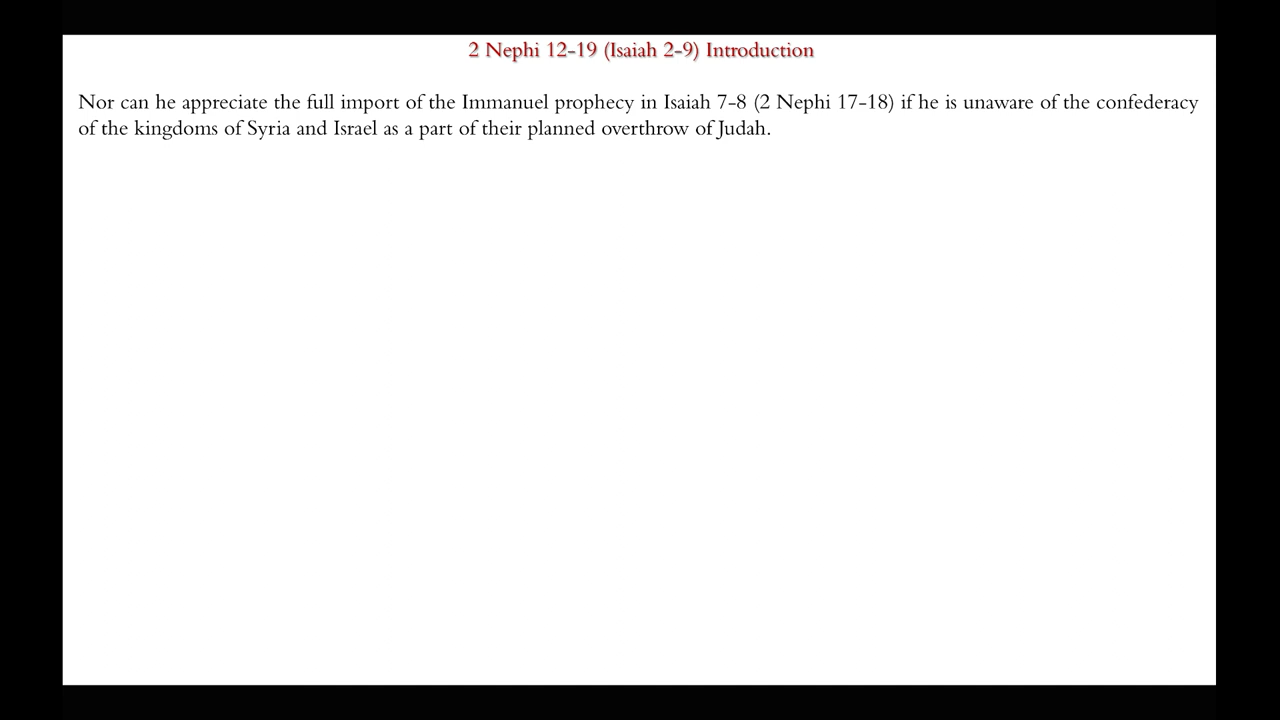 2 Nephi 12-19 (Isaiah 2-9) Introduction
Nor can he appreciate the full import of the Immanuel prophecy in Isaiah 7-8 (2 Nephi 17-18) if he is unaware of the confederacy
of the kingdoms of Syria and Israel as a part of their planned overthrow of Judah.